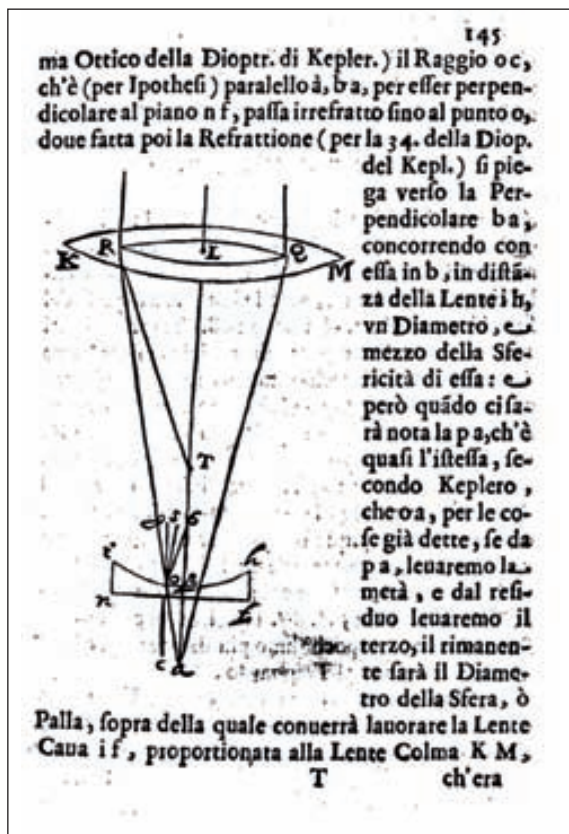 145
ma Ottico della Dioptr. di Kepler.) il Raggio o c,
ch'è (per Ipothesi) paralello à, b a, per esser perpen-
dicolare al piano n f, passa irrefratto sino al punto o,
doue fatta poi la Refrattione (per la 34. della Diop.
del Kepl.) si pie-
ga verso la Per-
pendicolare b a,
concorrendo con
essa in b, in distã-
za della Lente i h,
vn Diametro, e
mezzo della Sfe-
ricità di essa: e
però quãdo ci sa-
rà nota la p a, ch'è
quasi l'istessa, se-
condo Keplero,
che o a, per le co-
se già dette, se da
p a, leuaremo la
metà, e dal resi-
duo leuaremo il
terzo, il rimanen-
te sarà il Diame-
tro della Sfera, ò
Palla, sopra della quale conuerrà lauorare la Lente
Caua i f, proportionata alla Lente Colma K M,
T ch'era
K R L Q M
T
s 6
i h
n
c a